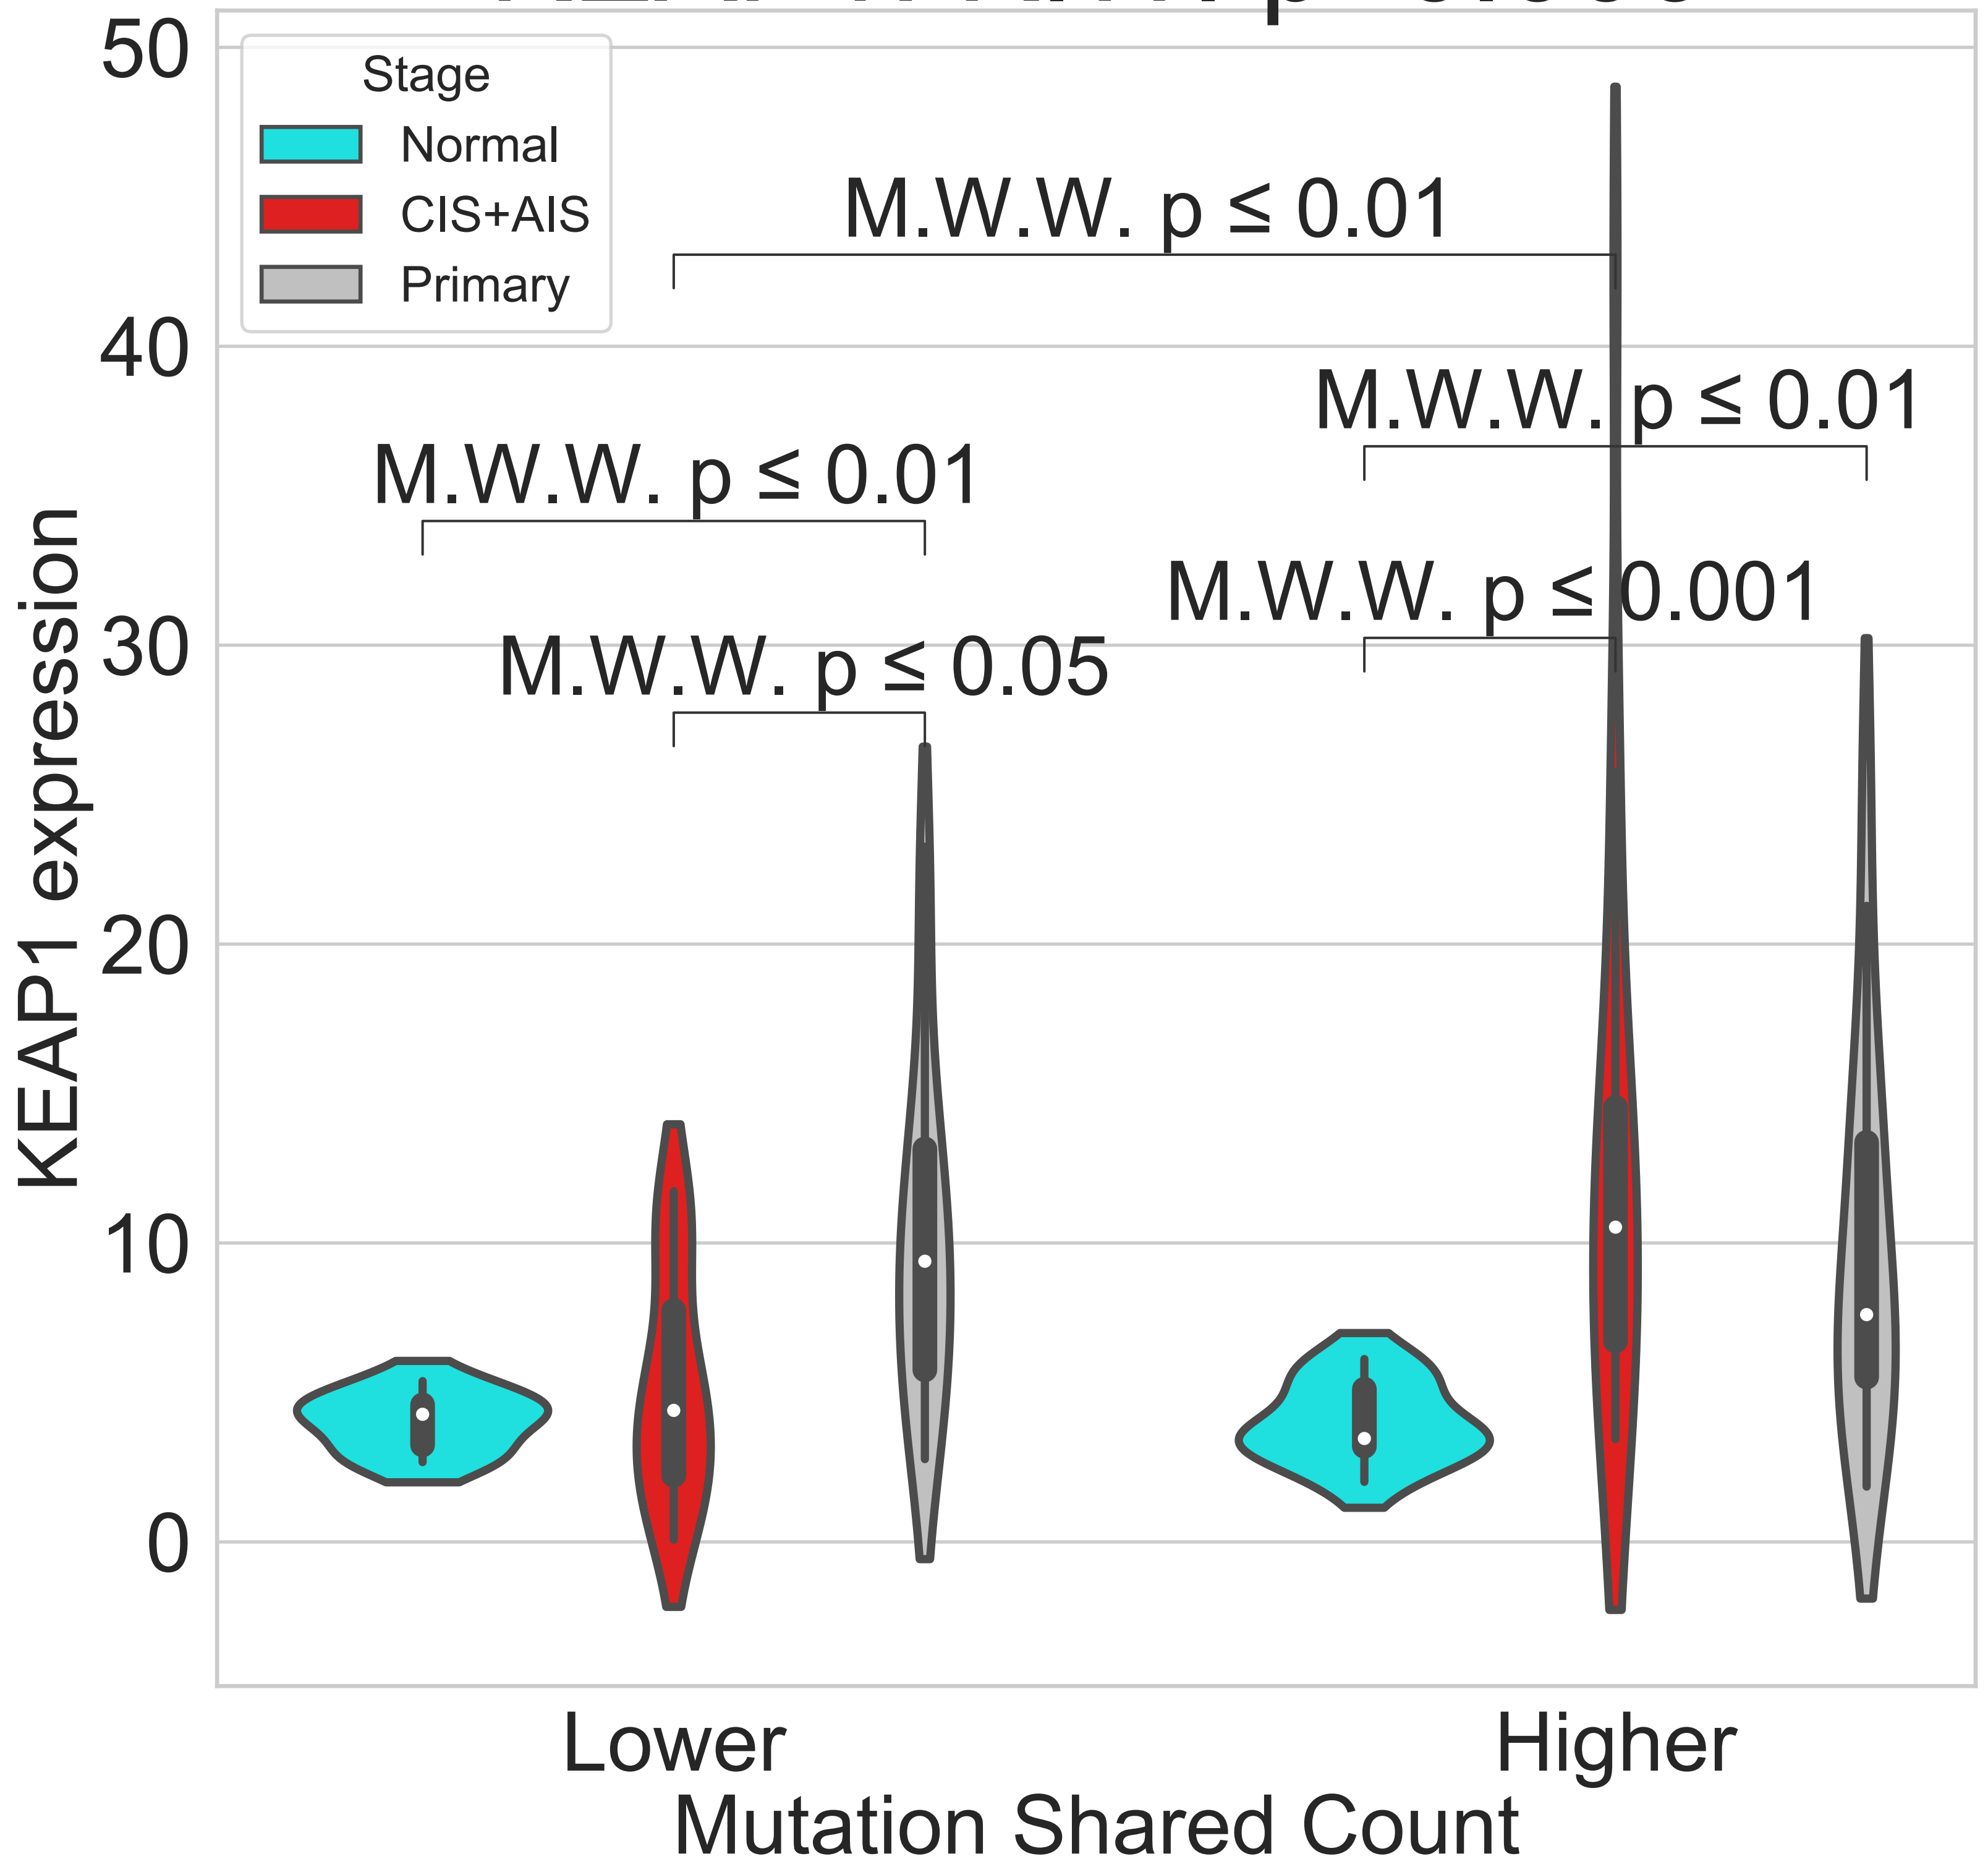 50
40
30
20
10
0
KEAP1 expression
Stage
Normal
CIS+AIS
Primary
M.W.W. p ≤ 0.01
M.W.W. p ≤ 0.01
M.W.W. p ≤ 0.01
M.W.W. p ≤ 0.001
M.W.W. p ≤ 0.05
Lower
Higher
Mutation Shared Count